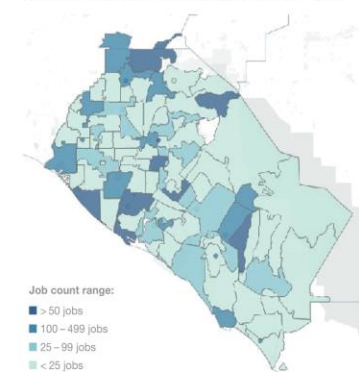 Job count range:
> 50 jobs
100 – 499 jobs
25 – 99 jobs
< 25 jobs